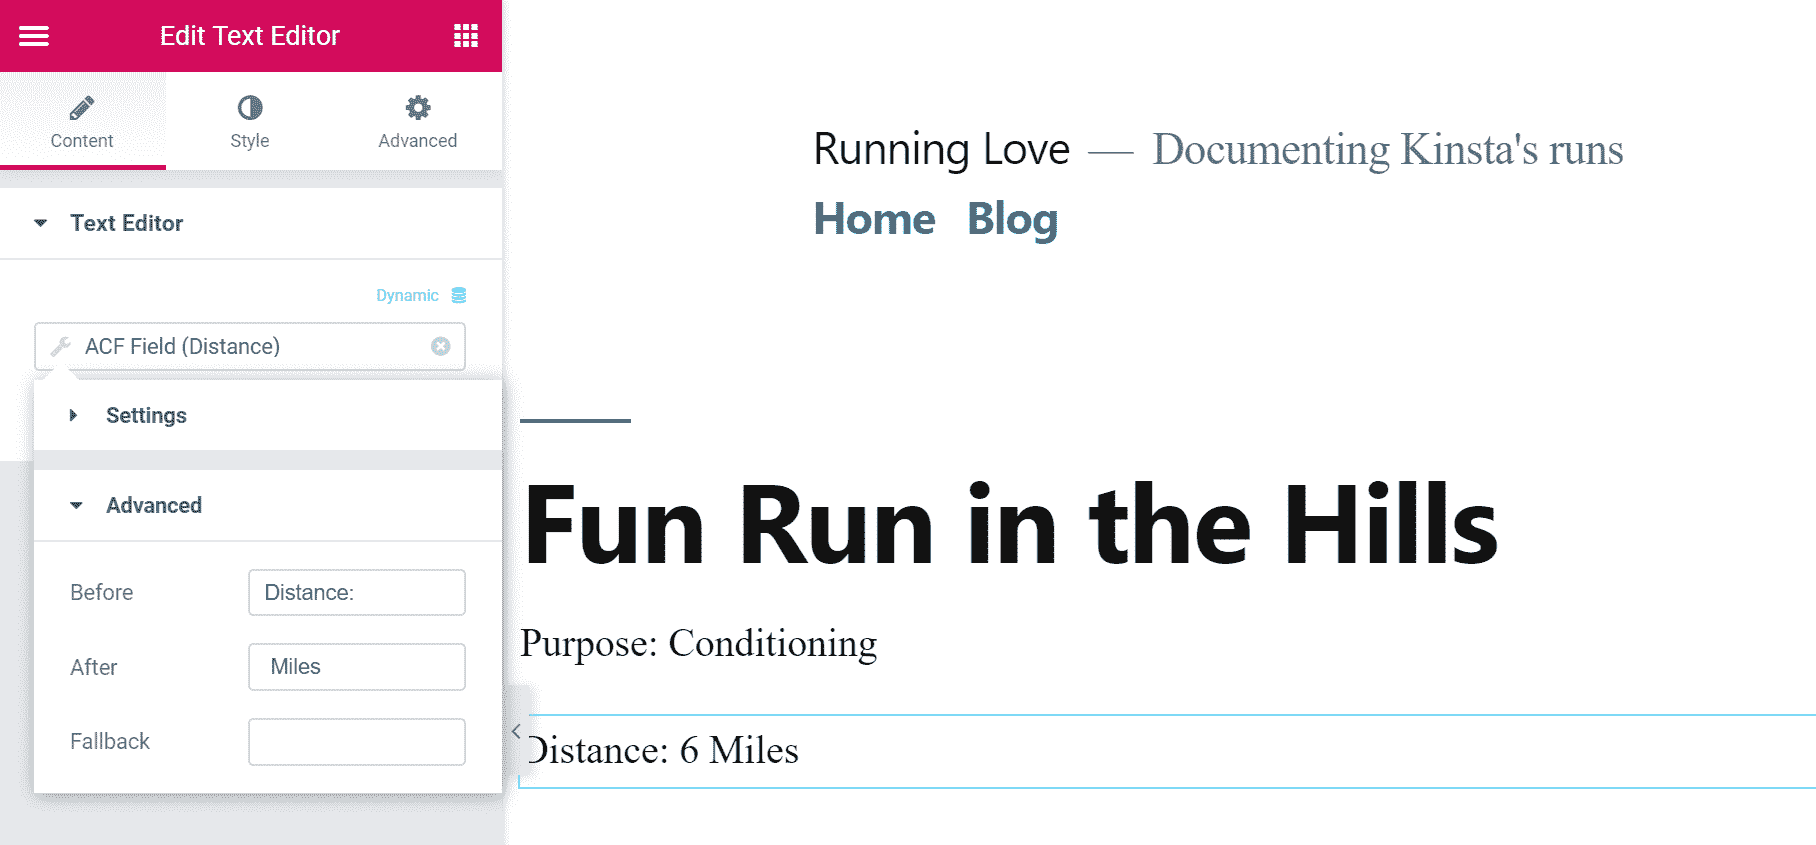 Edit Text Editor
Content
Style
Advanced
Text Editor
Dynamic
ACF Field (Distance)
Settings
Advanced
Before
Distance:
After
Miles
Fallback
Running Love — Documenting Kinsta's runs
Home Blog
Fun Run in the Hills
Purpose: Conditioning
Distance: 6 Miles